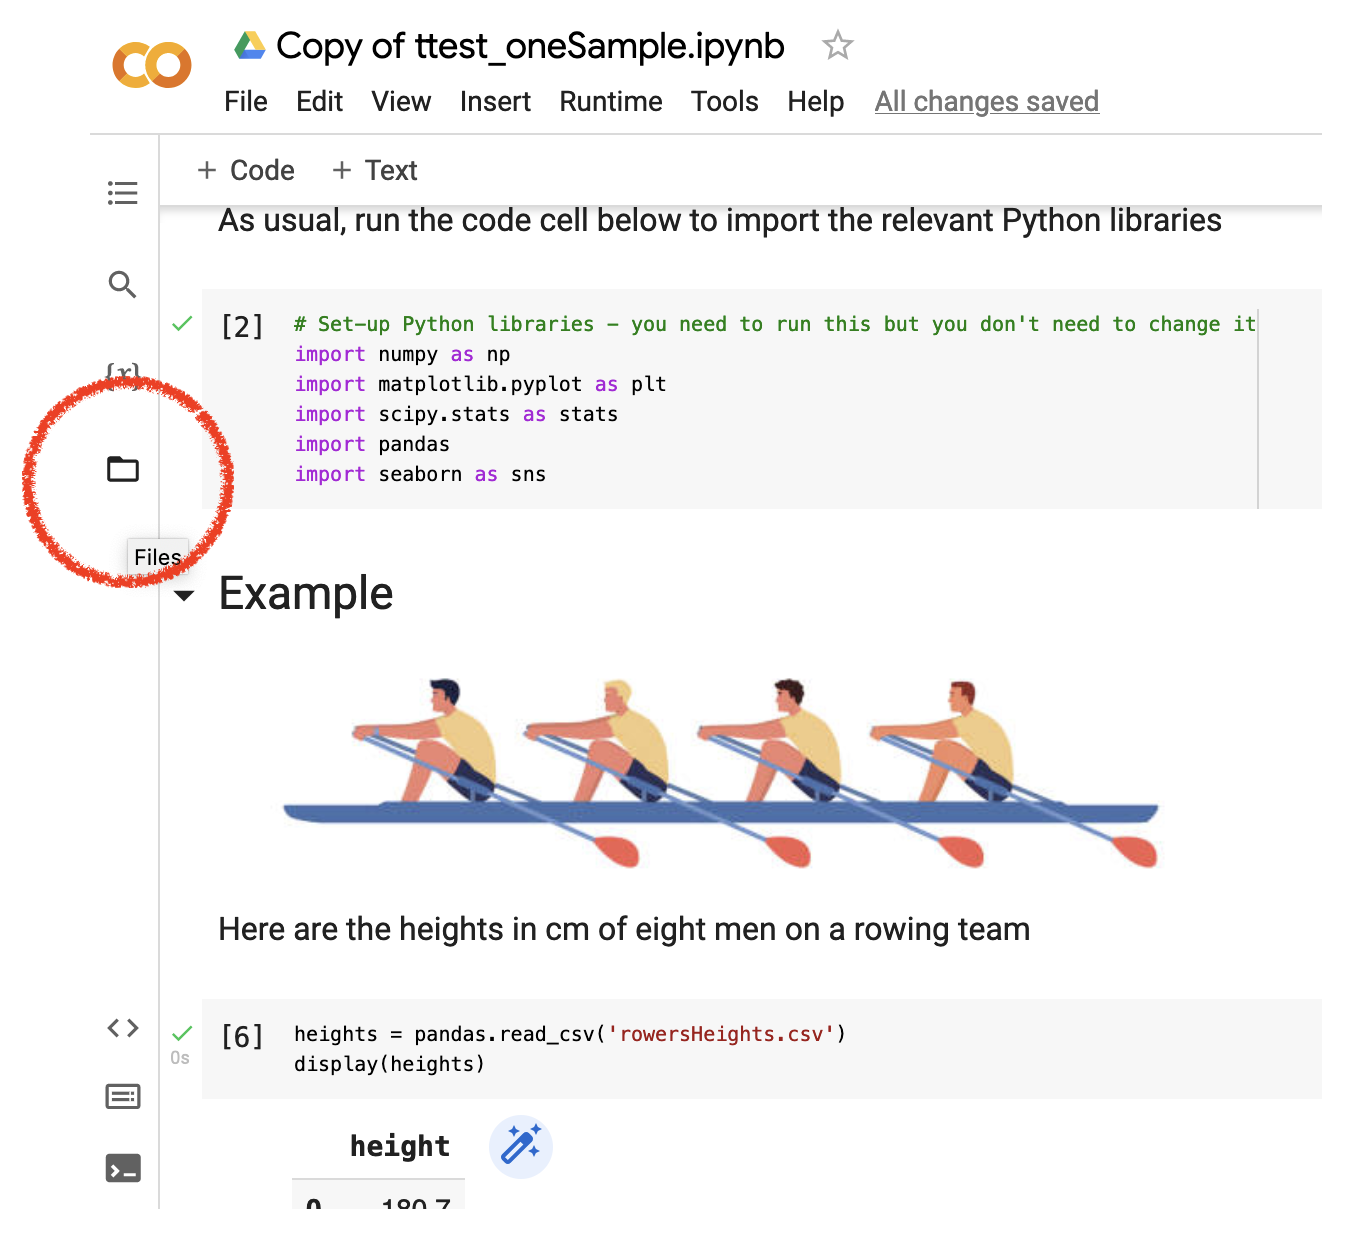 Copy of ttest_oneSample.ipynb
File Edit View Insert Runtime Tools Help All changes saved
+ Code + Text
As usual, run the code cell below to import the relevant Python libraries
[2] # Set-up Python libraries - you need to run this but you don't need to change it
import numpy as np
import matplotlib.pyplot as plt
import scipy.stats as stats
import pandas
import seaborn as sns
{x}
Files
Example
Here are the heights in cm of eight men on a rowing team
[6] heights = pandas.read_csv('rowersHeights.csv')
0s display(heights)
height
0 180.7